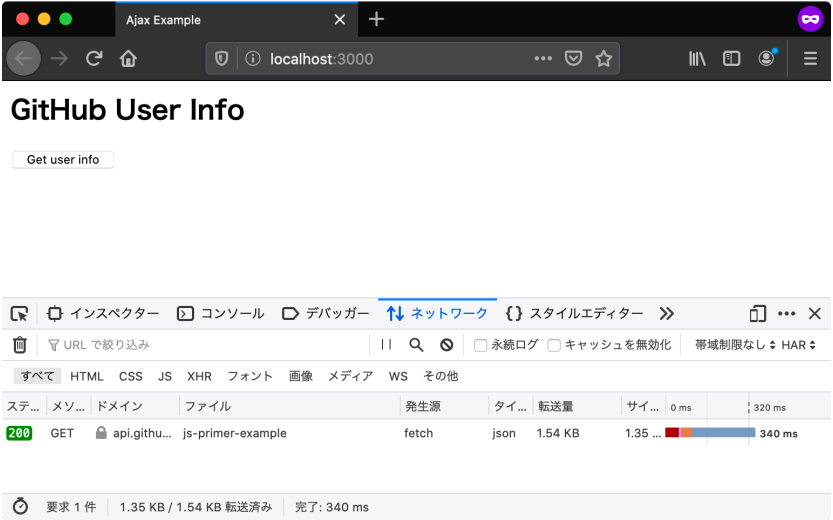 Ajax Example
localhost:3000
GitHub User Info
Get user info
インスペクター コンソール デバッガー ネットワーク スタイルエディター
URL で絞り込み 永続ログ キャッシュを無効化 帯域制限なし HAR
すべて HTML CSS JS XHR フォント 画像 メディア WS その他
ステ... メソ... ドメイン ファイル 発生源 タイ... 転送量 サイ... 0 ms 320 ms
200 GET api.githu... js-primer-example fetch json 1.54 KB 1.35 ... 340 ms
要求 1 件 1.35 KB / 1.54 KB 転送済み 完了: 340 ms